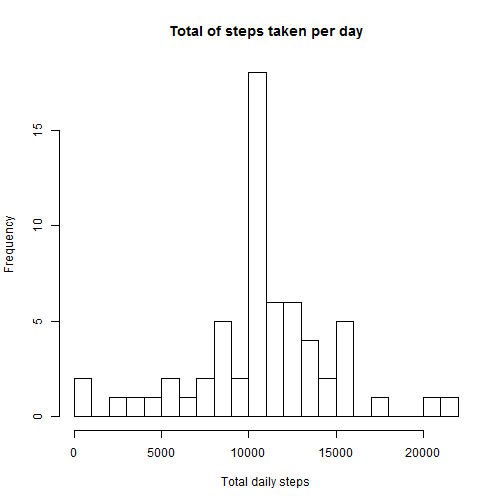 Total of steps taken per day
Frequency
15
10
5
0
0 5000 10000 15000 20000
Total daily steps